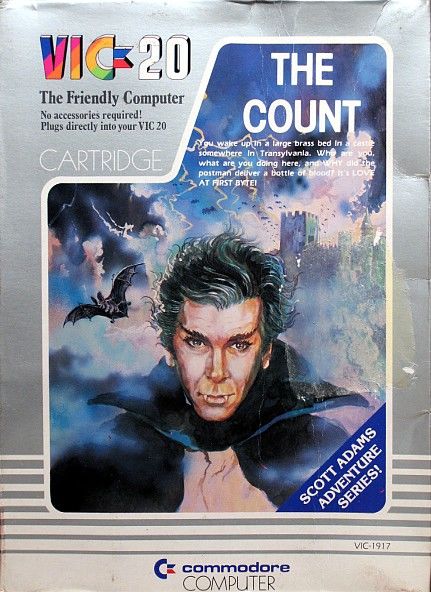 VIC-20
The Friendly Computer
No accessories required!
Plugs directly into your VIC 20
CARTRIDGE
THE
COUNT
You wake up in a large brass bed in a castle
somewhere in Transylvania. Who are you,
what are you doing here, and WHY did the
postman deliver a bottle of blood? It's LOVE
AT FIRST BYTE!
SCOTT ADAMS
ADVENTURE
SERIES!
VIC-1917
commodore
COMPUTER